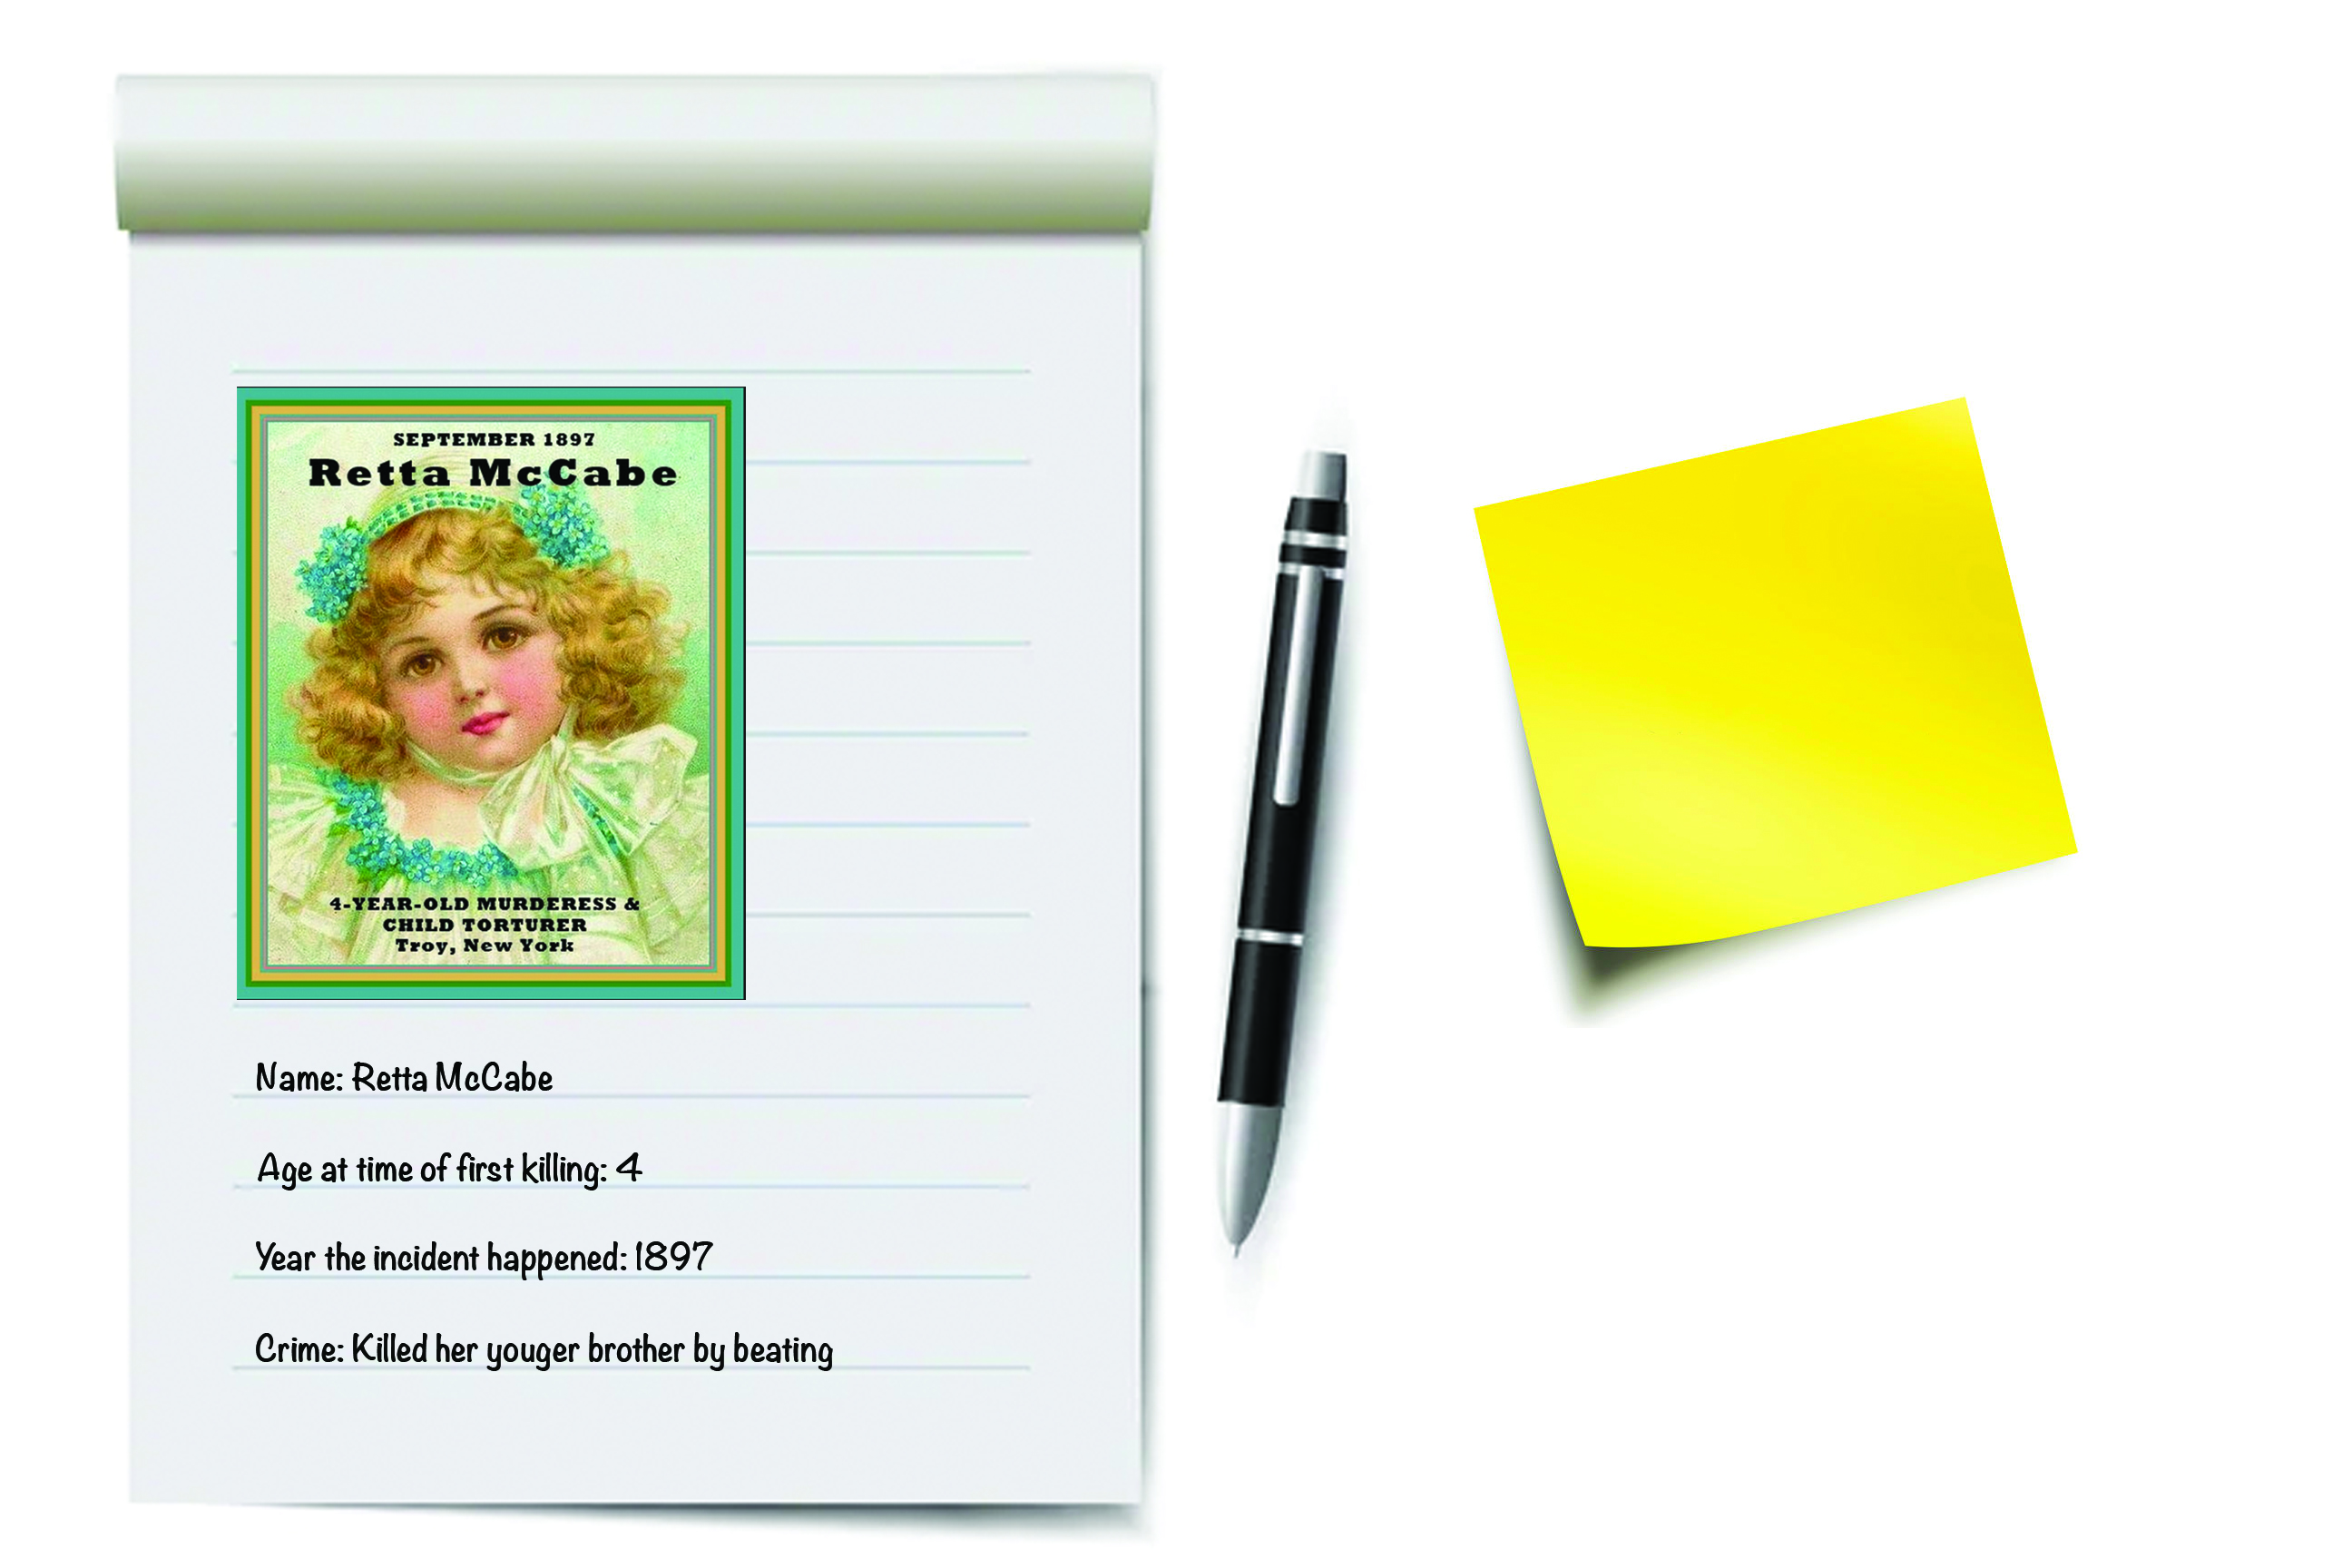 SEPTEMBER 1897
Retta McCabe
4-YEAR-OLD MURDERESS &
CHILD TORTURER
Troy, New York
Name: Retta McCabe
Age at time of first killing: 4
Year the incident happened: 1897
Crime: Killed her youger brother by beating